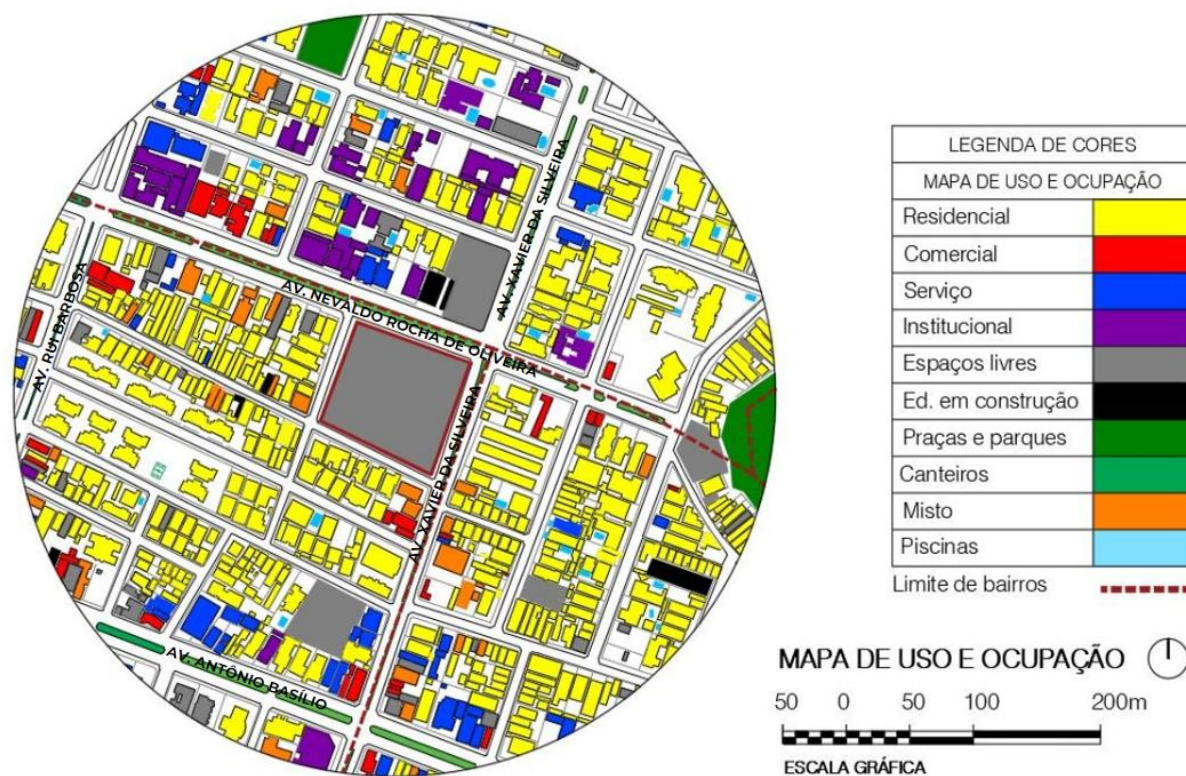 AV. XAVIER DA SILVEIRA
AV. RUI BARBOSA
AV. NEVALDO ROCHA DE OLIVEIRA
AV. XAVIER DA SILVEIRA
AV. ANTÔNIO BASÍLIO
LEGENDA DE CORES
MAPA DE USO E OCUPAÇÃO
Residencial
Comercial
Serviço
Institucional
Espaços livres
Ed. em construção
Praças e parques
Canteiros
Misto
Piscinas
Limite de bairros
MAPA DE USO E OCUPAÇÃO
50 0 50 100 200m
ESCALA GRÁFICA